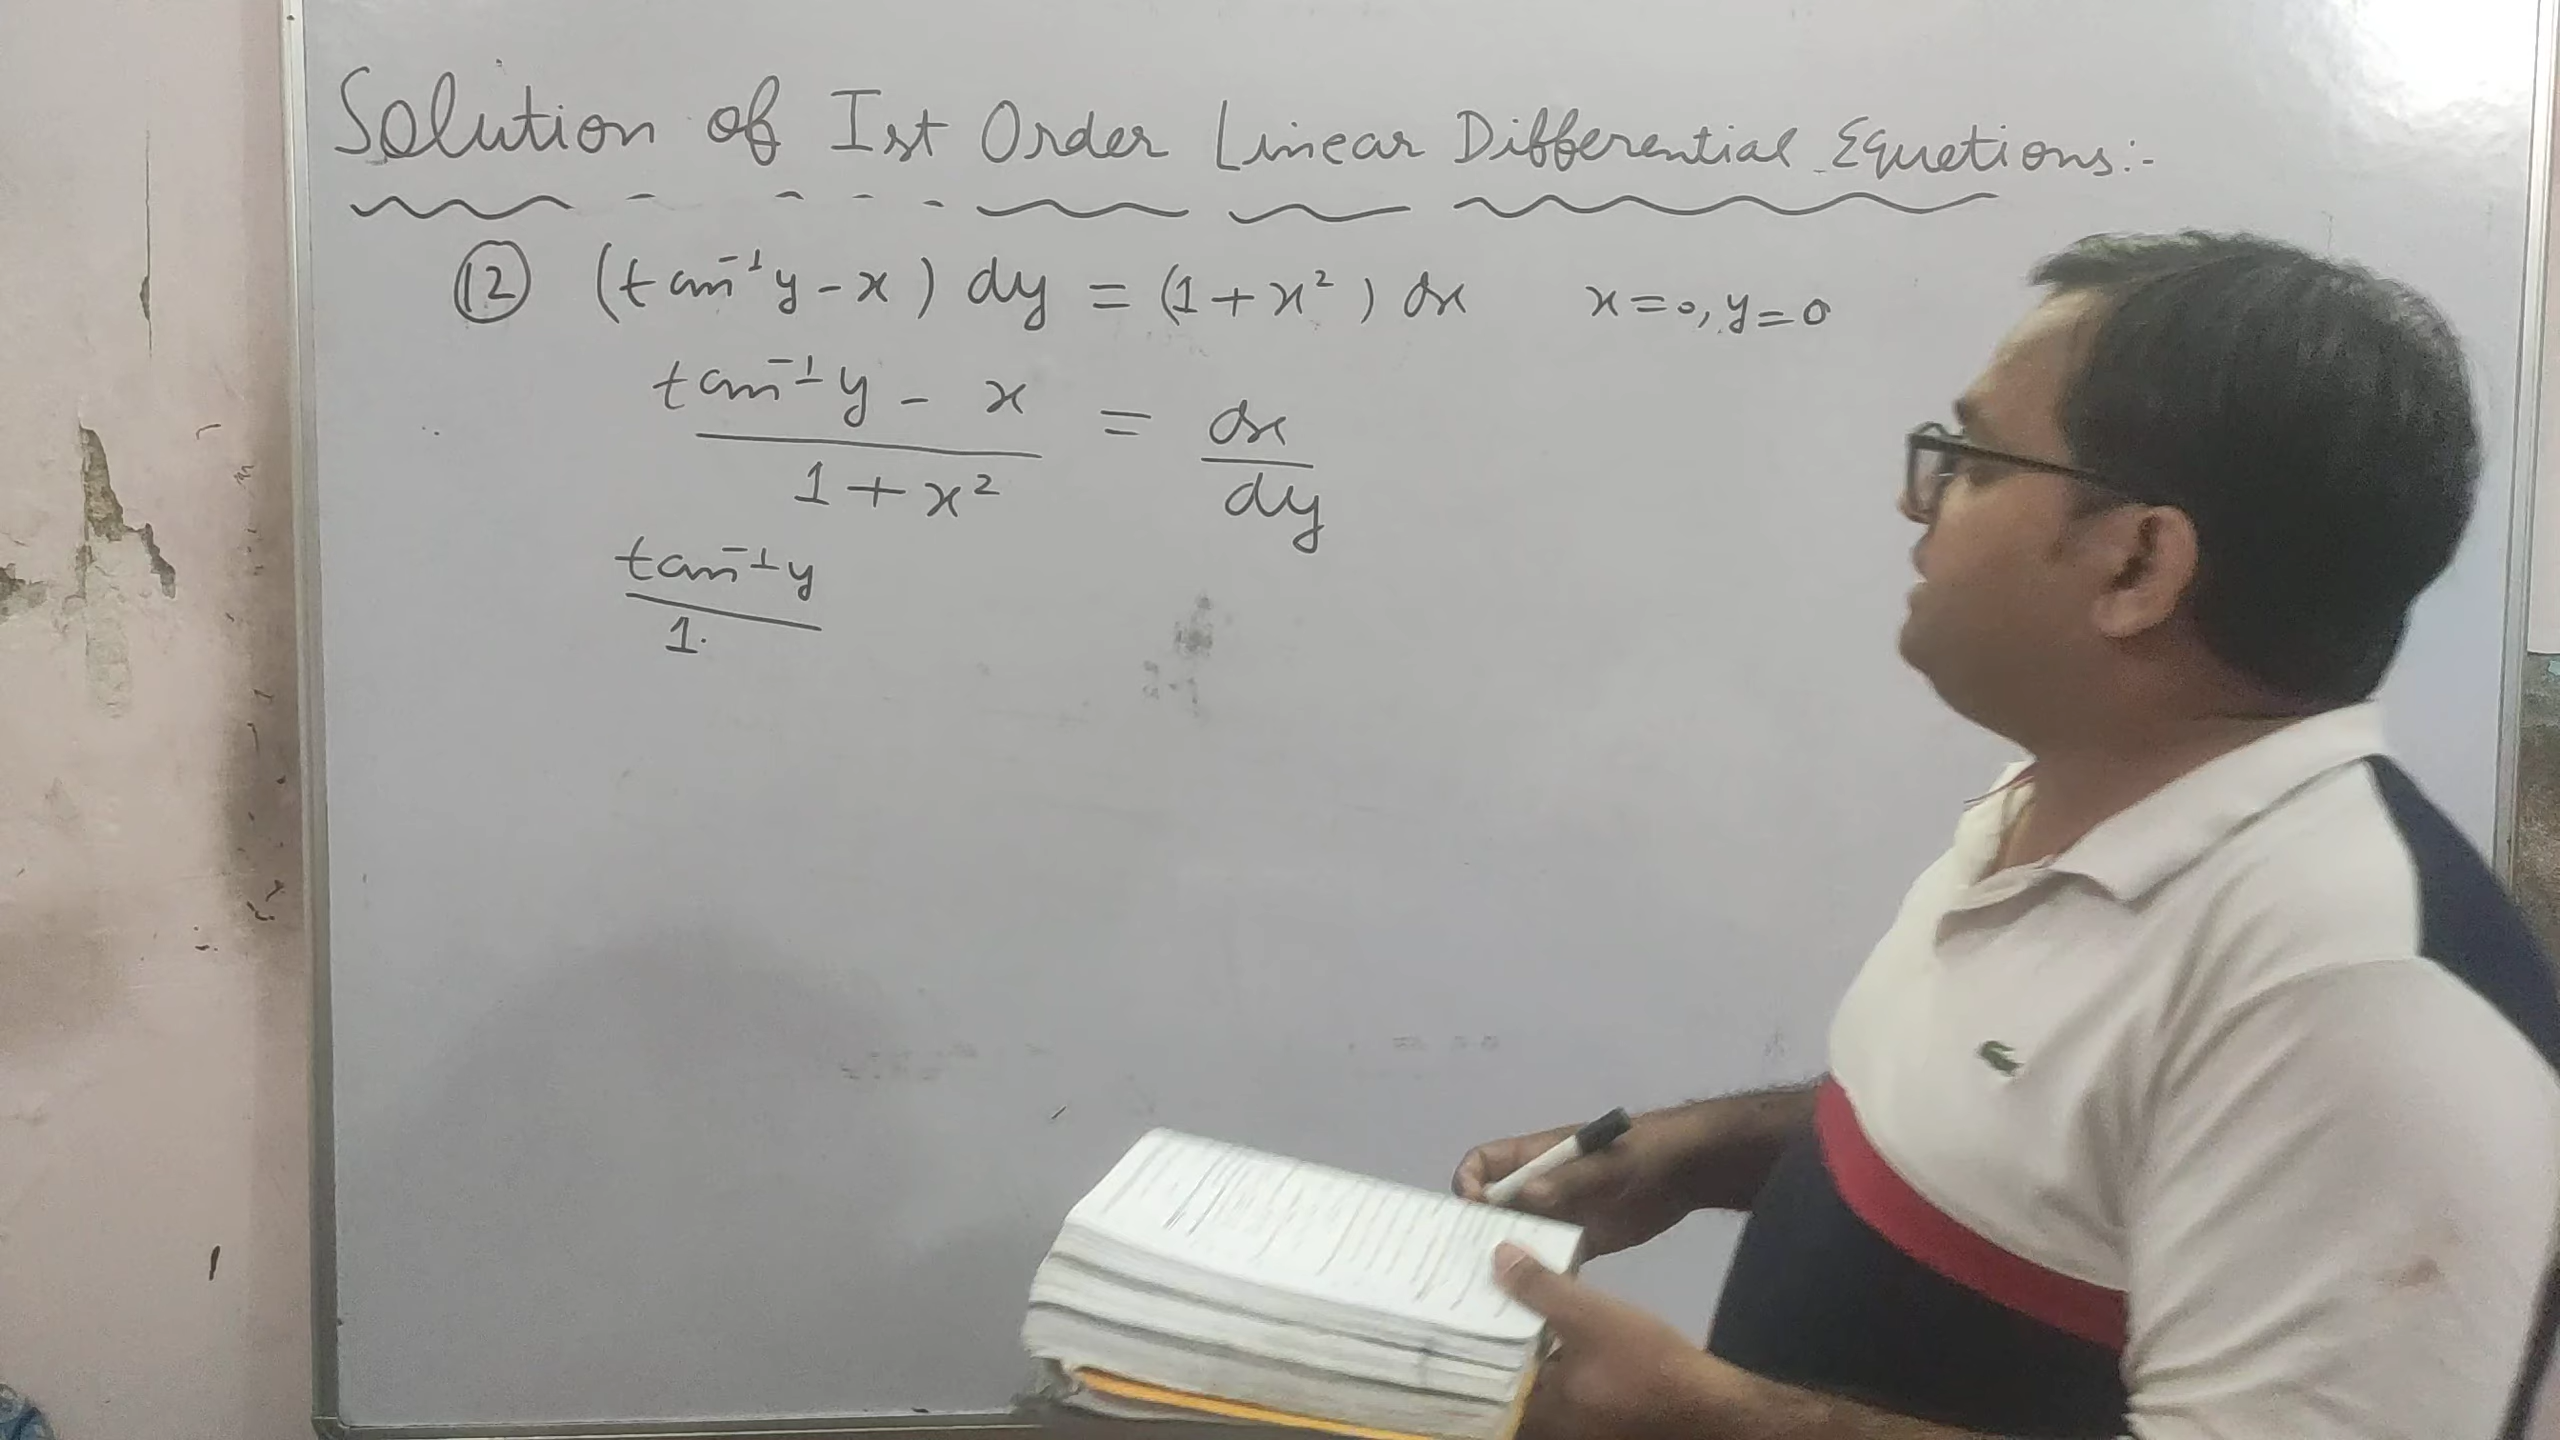 Solution of Ist Order Linear Differential Equetions:-
⑫ (tan⁻¹y - x) dy = (1 + x²) dx x = 0, y = 0
tan⁻¹y - x / 1 + x² = dx / dy
tan⁻¹y / 1.